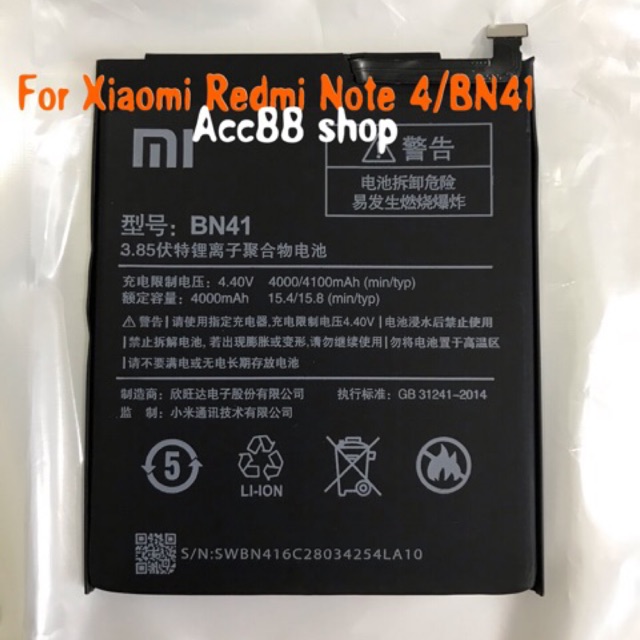 For Xiaomi Redmi Note 4/BN41
Acc88 shop
mi
⚠ 警告
电池拆卸危险
易发生燃烧爆炸
型号: BN41
3.85伏特锂离子聚合物电池
充电限制电压: 4.40V 4000/4100mAh (min/typ)
额定容量: 4000mAh 15.4/15.8 (min/typ)
⚠ 警告|请使用指定充电器,充电限制电压4.40V|电池浸水后禁止使用
|禁止拆解电池, 若出现膨胀或变形, 请勿继续使用|勿将电池置于高温区
|请不要满电或无电长期存放电池
制造商: 欣旺达电子股份有限公司 执行标准: GB 31241-2014
监 制: 小米通讯技术有限公司
5
LI-ION
S/N:SWBN416C28034254LA10